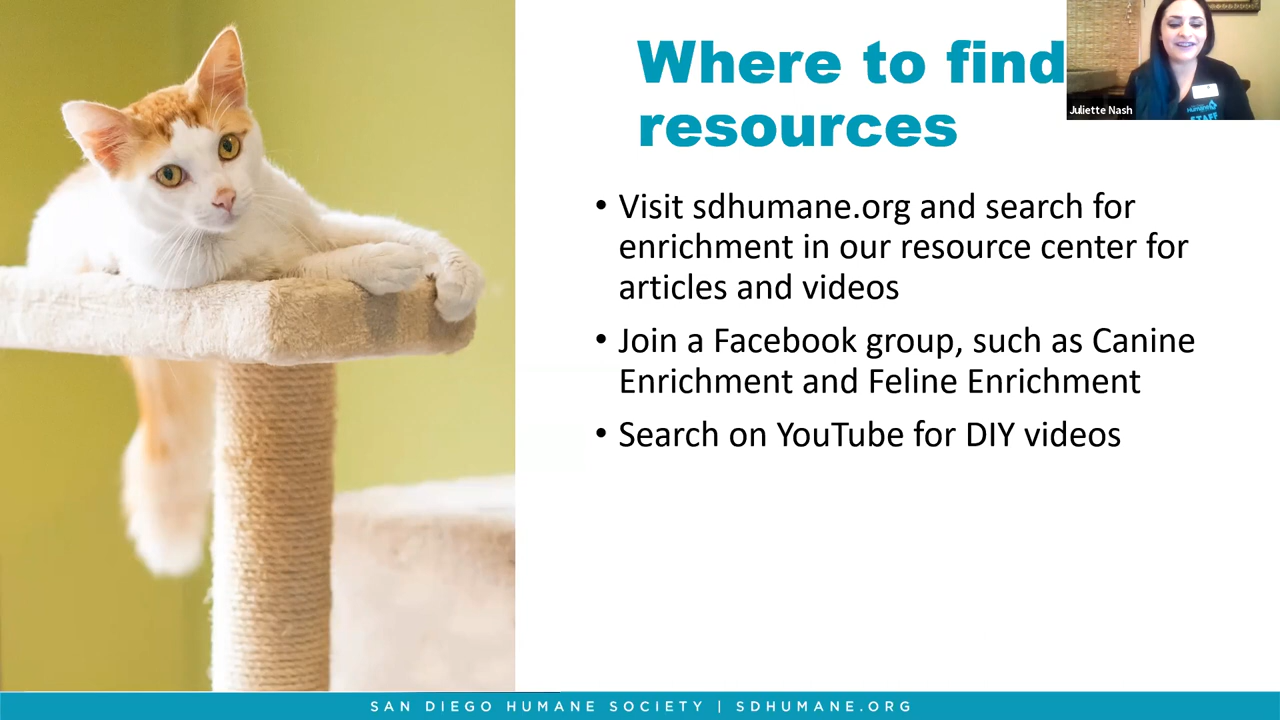 Where to find
resources
Juliette Nash
Humane
STAFF
• Visit sdhumane.org and search for
enrichment in our resource center for
articles and videos
• Join a Facebook group, such as Canine
Enrichment and Feline Enrichment
• Search on YouTube for DIY videos
SAN DIEGO HUMANE SOCIETY | SDHUMANE.ORG